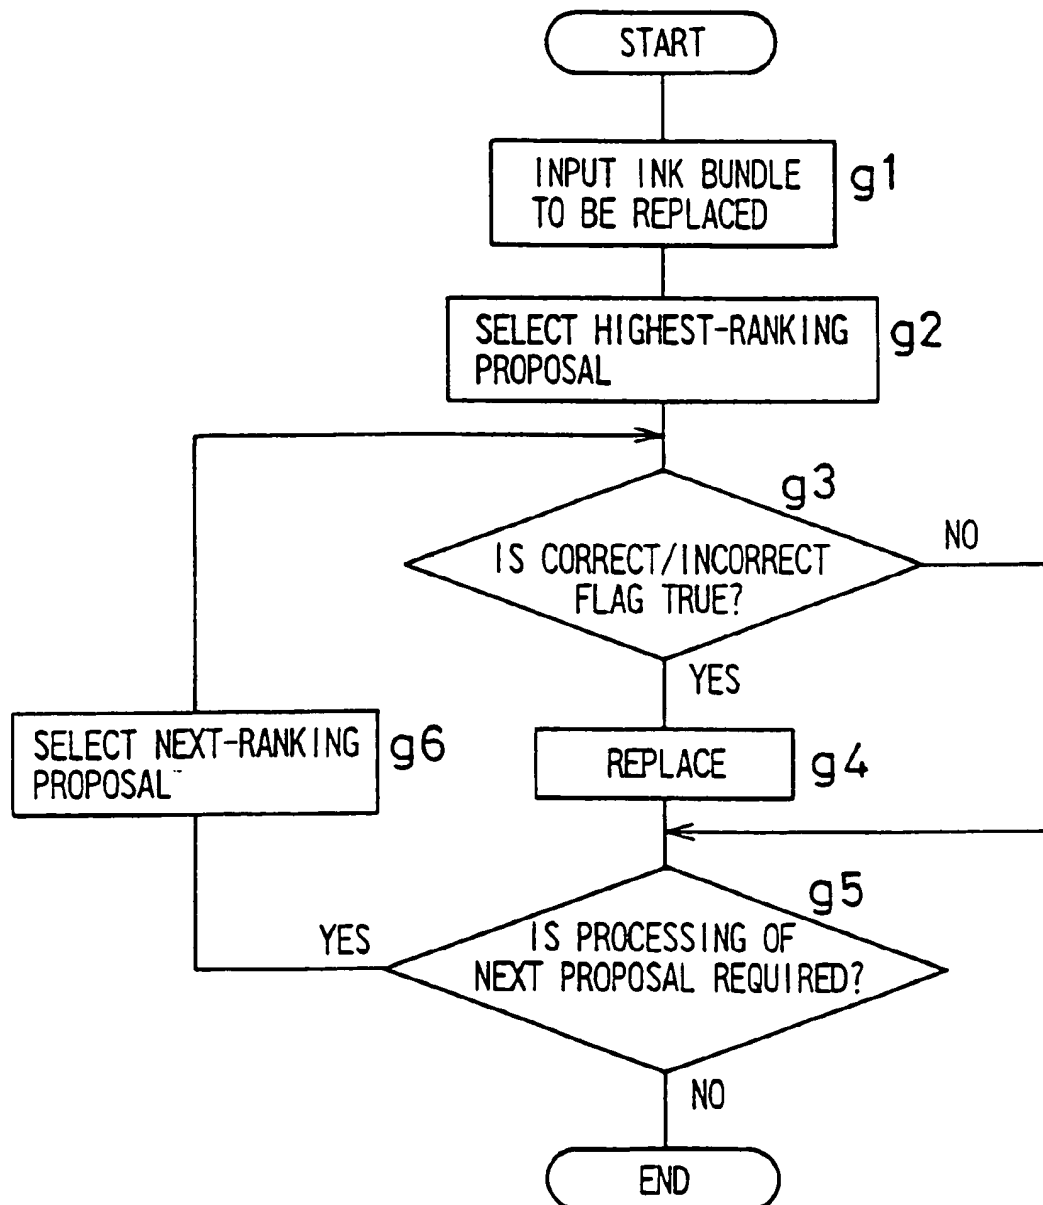 START
INPUT INK BUNDLE
TO BE REPLACED
g1
SELECT HIGHEST-RANKING
PROPOSAL
g2
g3
IS CORRECT/INCORRECT
FLAG TRUE?
NO
YES
REPLACE
g4
SELECT NEXT-RANKING
PROPOSAL
g6
g5
IS PROCESSING OF
NEXT PROPOSAL REQUIRED?
YES
NO
END